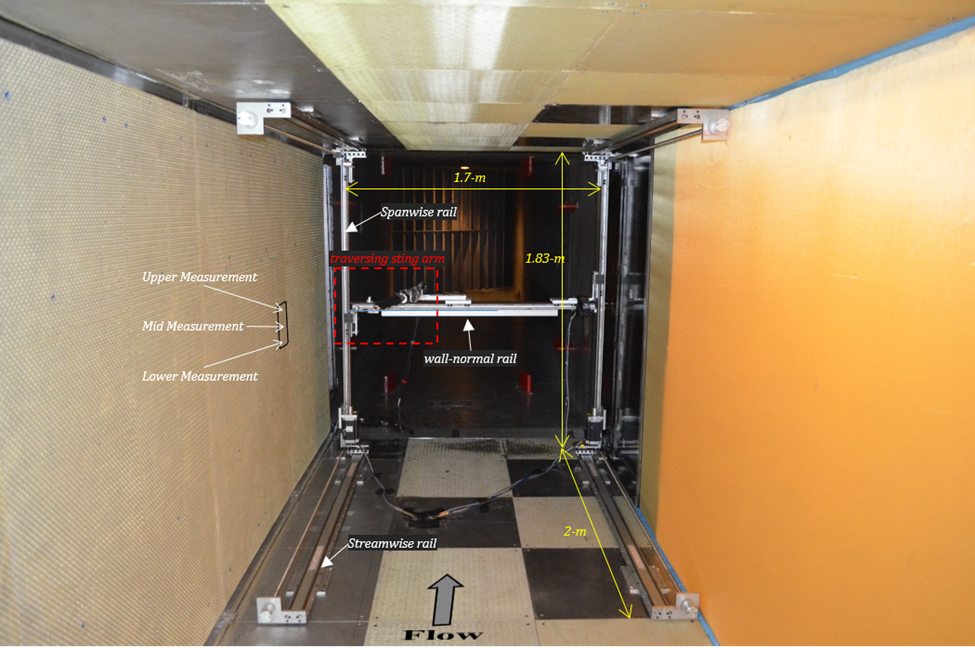 1.7-m
Spanwise rail
traversing sting arm
1.83-m
Upper Measurement
Mid Measurement
Lower Measurement
wall-normal rail
2-m
Streamwise rail
Flow